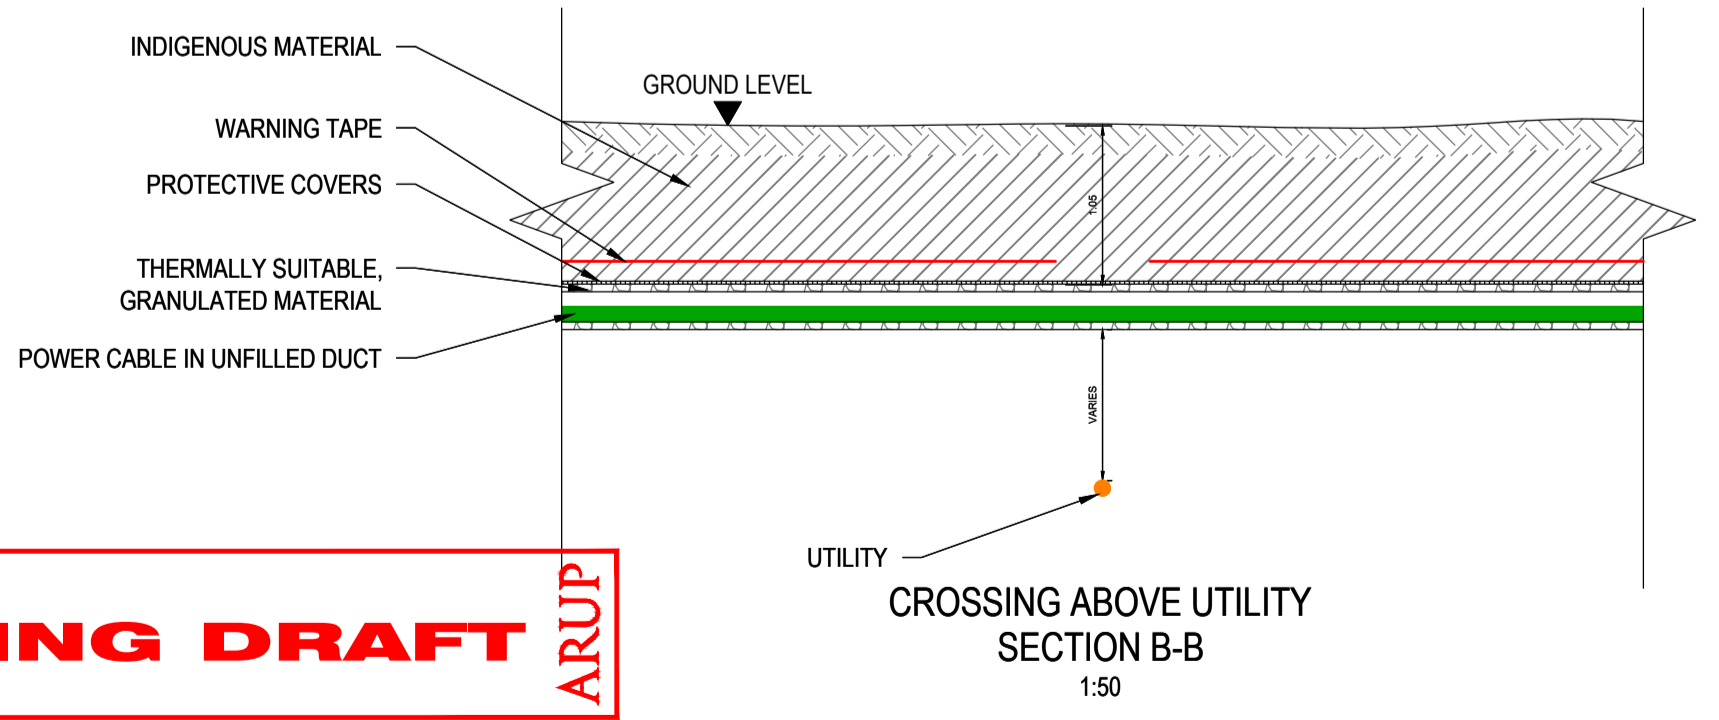 INDIGENOUS MATERIAL
GROUND LEVEL
WARNING TAPE
PROTECTIVE COVERS
1.05
THERMALLY SUITABLE,
GRANULATED MATERIAL
POWER CABLE IN UNFILLED DUCT
VARIES
UTILITY
CROSSING ABOVE UTILITY
SECTION B-B
1:50
ING DRAFT
ARUP